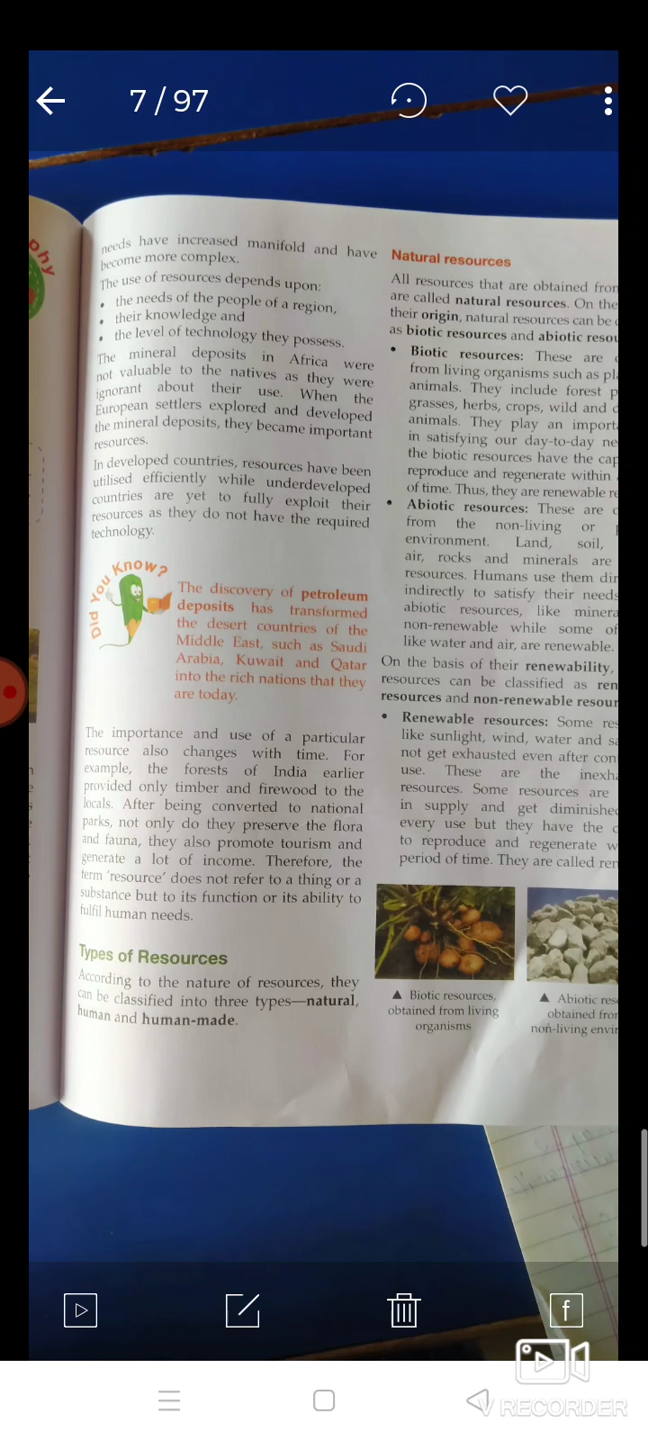 7 / 97
phy
needs have increased manifold and have
become more complex.
The use of resources depends upon:
• the needs of the people of a region,
• their knowledge and
• the level of technology they possess.
The mineral deposits in Africa were
not valuable to the natives as they were
ignorant about their use. When the
European settlers explored and developed
the mineral deposits, they became important
resources.
In developed countries, resources have been
utilised efficiently while underdeveloped
countries are yet to fully exploit their
resources as they do not have the required
technology.
Did You Know?
The discovery of petroleum
deposits has transformed
the desert countries of the
Middle East, such as Saudi
Arabia, Kuwait and Qatar
into the rich nations that they
are today.
The importance and use of a particular
resource also changes with time. For
example, the forests of India earlier
provided only timber and firewood to the
locals. After being converted to national
parks, not only do they preserve the flora
and fauna, they also promote tourism and
generate a lot of income. Therefore, the
term 'resource' does not refer to a thing or a
substance but to its function or its ability to
fulfil human needs.
Types of Resources
According to the nature of resources, they
can be classified into three types—natural,
human and human-made.
Natural resources
All resources that are obtained
are called natural resources. On the
their origin, natural resources can be
as biotic resources and abiotic
• Biotic resources: These are
from living organisms such as
animals. They include forest
grasses, herbs, crops, wild and
animals. They play an
in satisfying our day-to-day
the biotic resources have the
reproduce and regenerate within
of time. Thus, they are renewable
• Abiotic resources: These are
from the non-living or
environment. Land, soil,
air, rocks and minerals are
resources. Humans use them
indirectly to satisfy their needs
abiotic resources, like
non-renewable while some of
like water and air, are renewable.
On the basis of their renewability,
resources can be classified as
resources and non-renewable
• Renewable resources: Some
like sunlight, wind, water and
not get exhausted even after
use. These are the
resources. Some resources are
in supply and get
every use but they have the
to reproduce and regenerate
period of time. They are called
▲ Biotic resources,
obtained from living
organisms
▲ Abiotic
obtained
non-living
f
V RECORDER